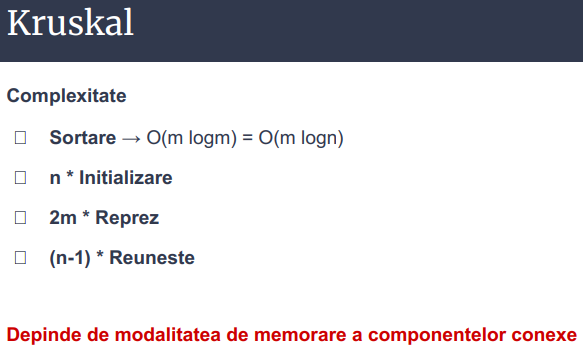 Kruskal
Complexitate
Sortare → O(m logm) = O(m logn)
n * Initializare
2m * Reprez
(n-1) * Reuneste
Depinde de modalitatea de memorare a componentelor conexe